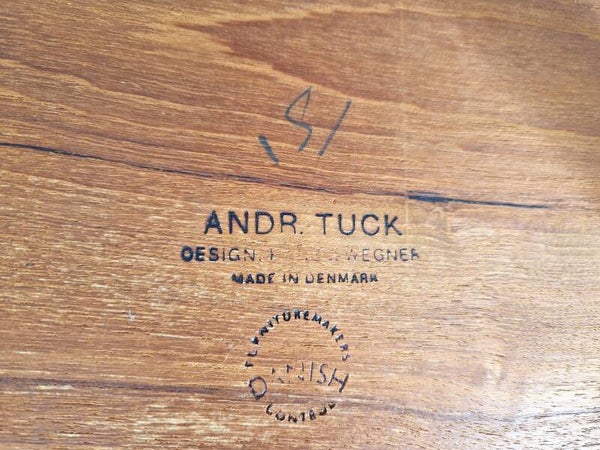 ANDR. TUCK
DESIGN. WEGNER
MADE IN DENMARK
FURNITUREMAKERS
DANISH
CONTROL